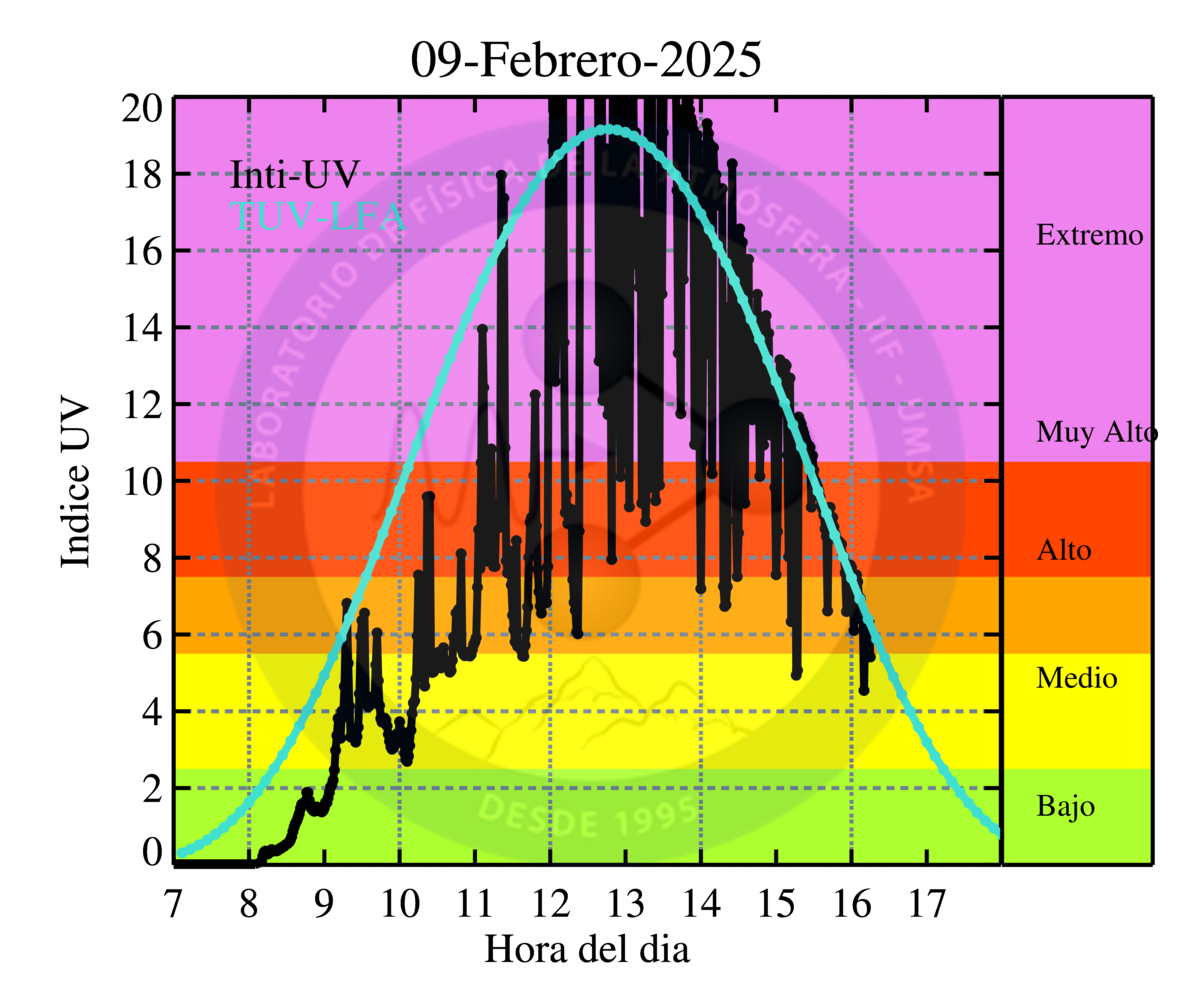 09-Febrero-2025
20
18
16
14
12
10
8
6
4
2
0
Indice UV
Inti-UV
TUV-LFA
LABORATORIO DE FÍSICA DE LA ATMÓSFERA - IIF - UMSA
DESDE 1995
Extremo
Muy Alto
Alto
Medio
Bajo
7 8 9 10 11 12 13 14 15 16 17
Hora del dia